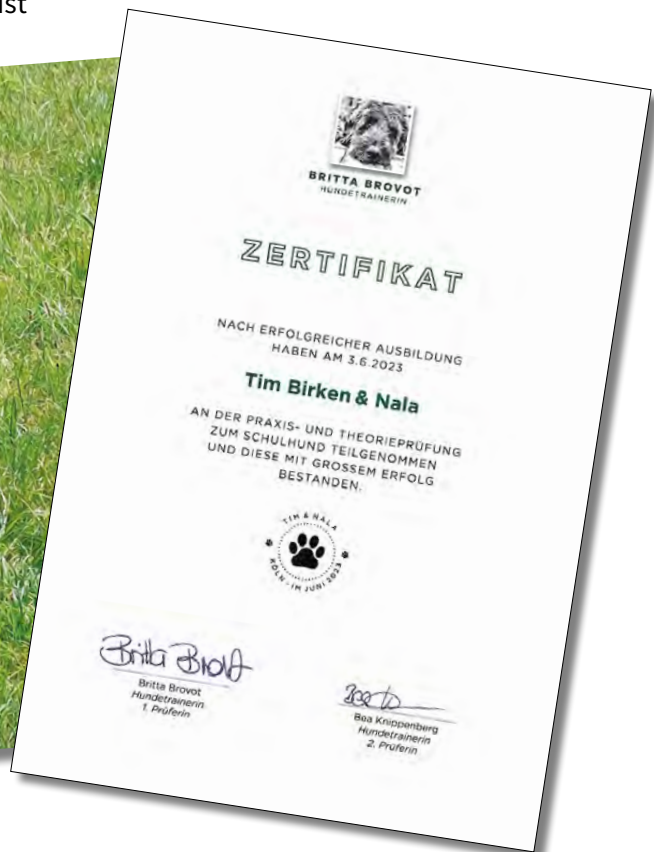 BRITTA BROVOT
HUNDETRAINERIN
ZERTIFIKAT
NACH ERFOLGREICHER AUSBILDUNG
HABEN AM 3.6.2023
Tim Birken & Nala
AN DER PRAXIS- UND THEORIEPRÜFUNG
ZUM SCHULHUND TEILGENOMMEN
UND DIESE MIT GROSSEM ERFOLG
BESTANDEN.
TIM & NALA
KÖLN - IM JUNI 2023
Britta Brovot
Britta Brovot
Hundetrainerin
1. Prüferin
Bea Knippenberg
Hundetrainerin
2. Prüferin